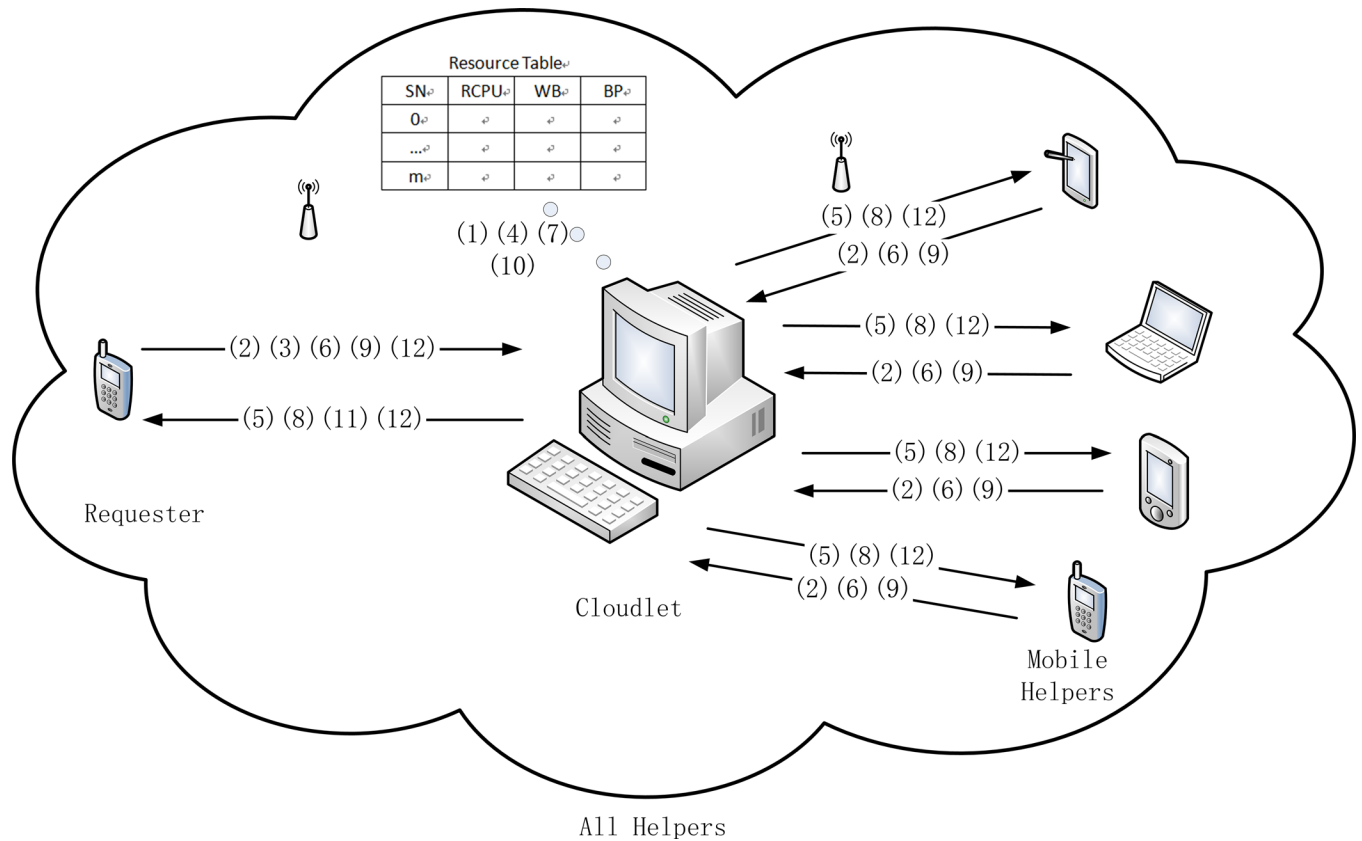 Resource Table↵
SN↵ RCPU↵ WB↵ BP↵
0↵ ↵ ↵ ↵
...↵ ↵ ↵ ↵
m↵ ↵ ↵ ↵
(1)(4)(7)
(10)
(5)(8)(12)
(2)(6)(9)
(2)(3)(6)(9)(12)
(5)(8)(11)(12)
(5)(8)(12)
(2)(6)(9)
(5)(8)(12)
(2)(6)(9)
Requester
(5)(8)(12)
(2)(6)(9)
Cloudlet
Mobile
Helpers
All Helpers